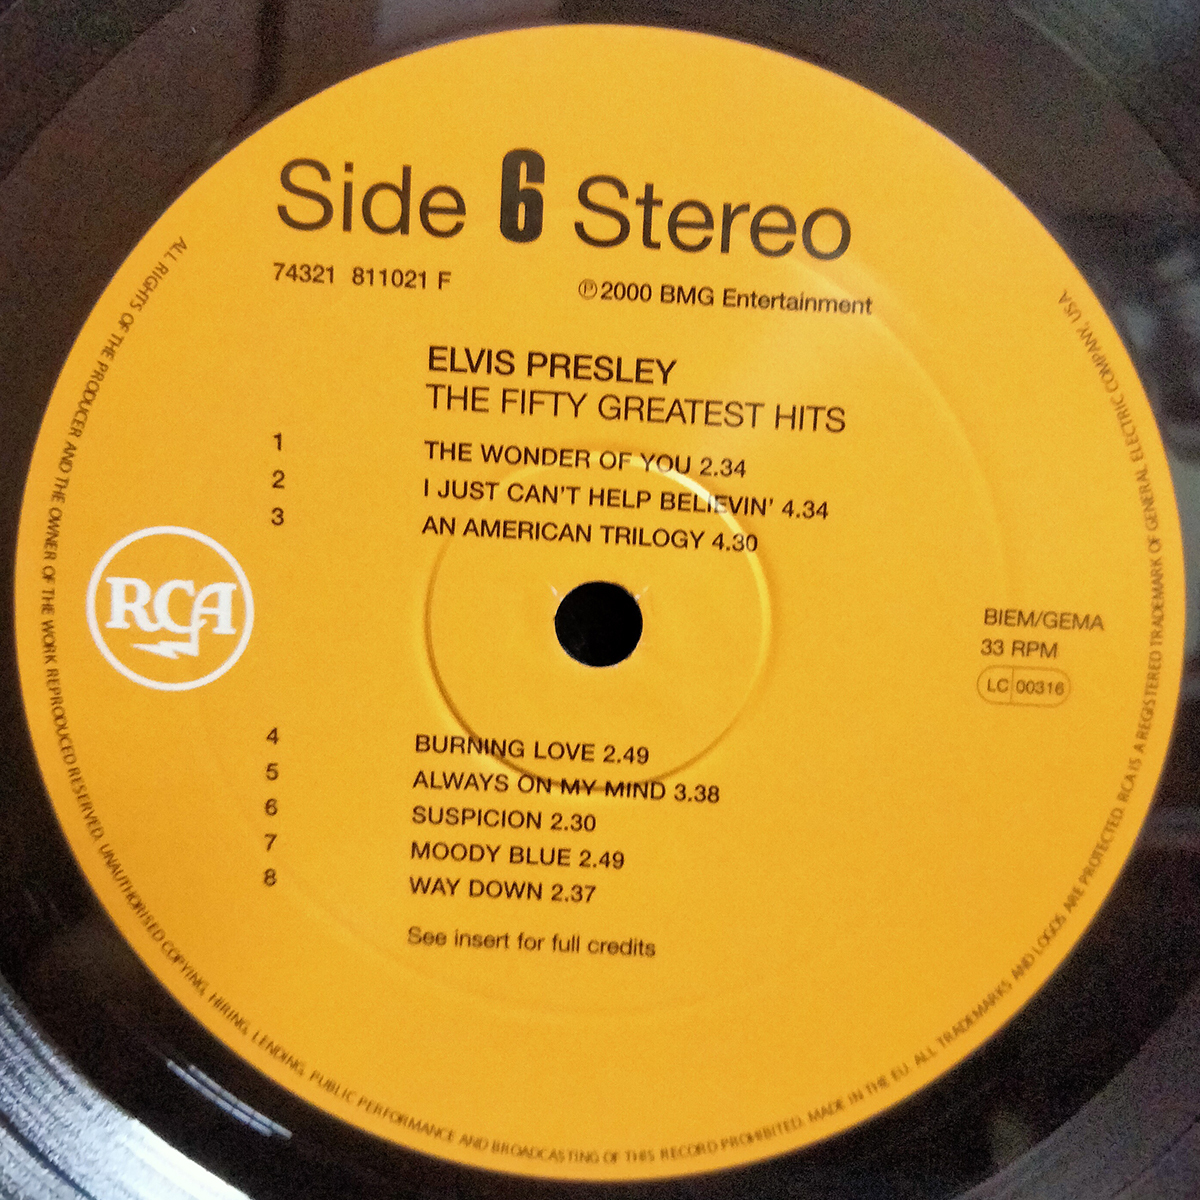 Side 6 Stereo
74321 811021 F
℗2000 BMG Entertainment
ELVIS PRESLEY
THE FIFTY GREATEST HITS
1 THE WONDER OF YOU 2.34
2 I JUST CAN'T HELP BELIEVIN' 4.34
3 AN AMERICAN TRILOGY 4.30
RCA
BIEM/GEMA
33 RPM
LC 00316
4 BURNING LOVE 2.49
5 ALWAYS ON MY MIND 3.38
6 SUSPICION 2.30
7 MOODY BLUE 2.49
8 WAY DOWN 2.37
See insert for full credits
ALL RIGHTS OF THE PRODUCER AND THE OWNER OF THE WORK REPRODUCED RESERVED. UNAUTHORISED COPYING, HIRING, LENDING, PUBLIC PERFORMANCE AND BROADCASTING OF THIS RECORD PROHIBITED. MADE IN THE EU. ALL TRADEMARKS AND LOGOS ARE PROTECTED. RCA IS A REGISTERED TRADEMARK OF GENERAL ELECTRIC COMPANY, USA.